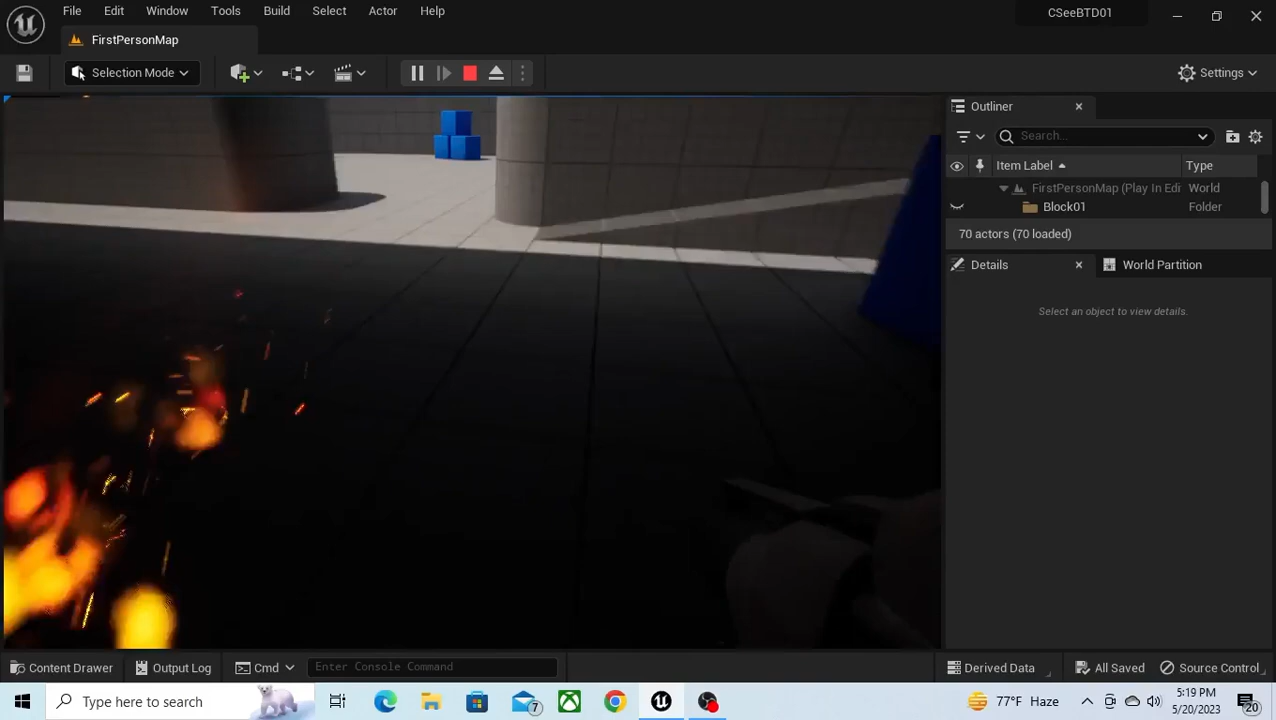 File Edit Window Tools Build Select Actor Help CSeeBTD01
FirstPersonMap
Selection Mode Settings
Outliner
Search...
Item Label Type
FirstPersonMap (Play In Edi World
Block01 Folder
70 actors (70 loaded)
Details World Partition
Select an object to view details.
Content Drawer Output Log Cmd Enter Console Command Derived Data All Saved Source Control
Type here to search 7 77°F Haze 5/20/2023 20